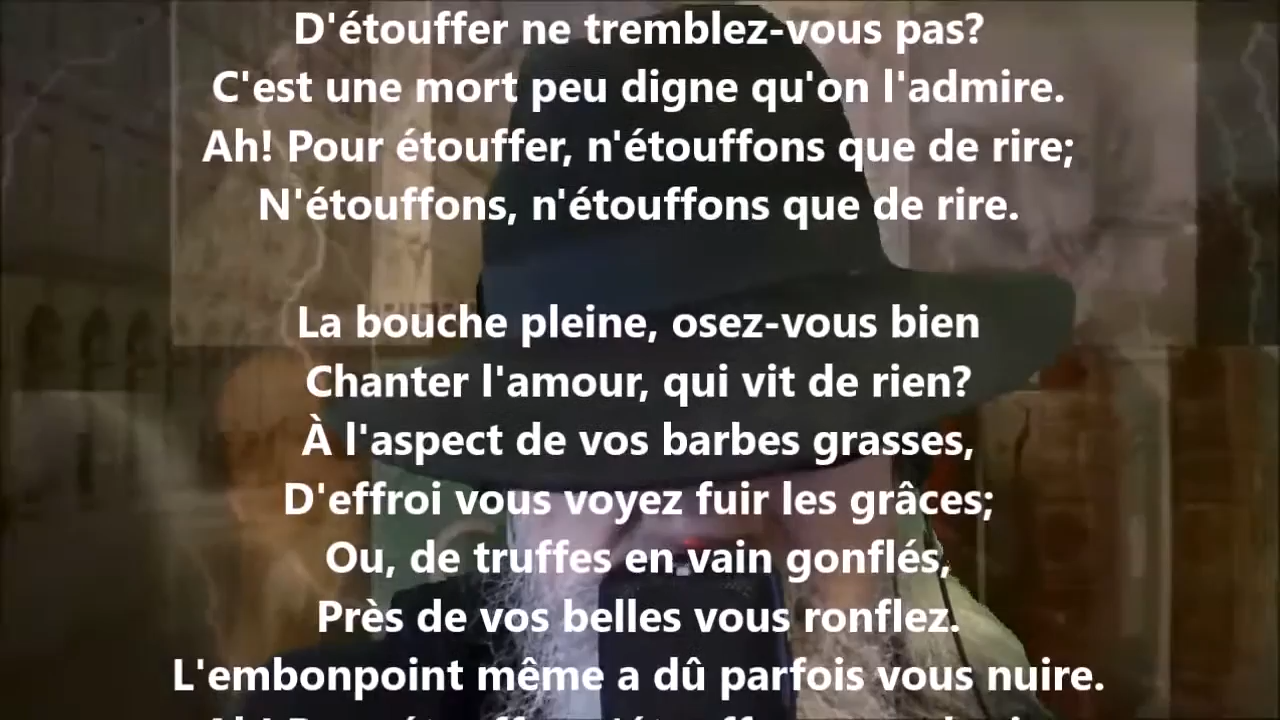 D'étouffer ne tremblez-vous pas?
C'est une mort peu digne qu'on l'admire.
Ah! Pour étouffer, n'étouffons que de rire;
N'étouffons, n'étouffons que de rire.
La bouche pleine, osez-vous bien
Chanter l'amour, qui vit de rien?
À l'aspect de vos barbes grasses,
D'effroi vous voyez fuir les grâces;
Ou, de truffes en vain gonflés,
Près de vos belles vous ronflez.
L'embonpoint même a dû parfois vous nuire.